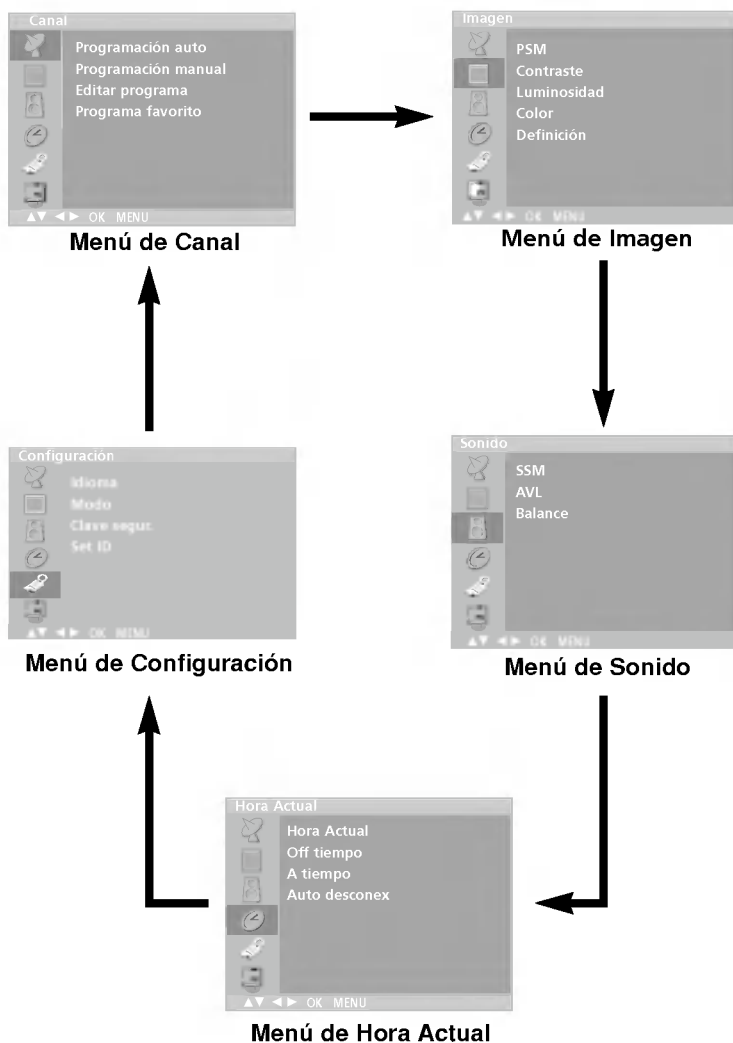 Canal
Programación auto
Programación manual
Editar programa
Programa favorito
▲▼ ◄► OK MENU
Menú de Canal
Imagen
PSM
Contraste
Luminosidad
Color
Definición
▲▼ ◄► OK MENU
Menú de Imagen
Sonido
SSM
AVL
Balance
▲▼ ◄► OK MENU
Menú de Sonido
Hora Actual
Hora Actual
Off tiempo
A tiempo
Auto desconex
▲▼ ◄► OK MENU
Menú de Hora Actual
Configuración
Idioma
Modo
Clave segur.
Set ID
▲▼ ◄► OK MENU
Menú de Configuración